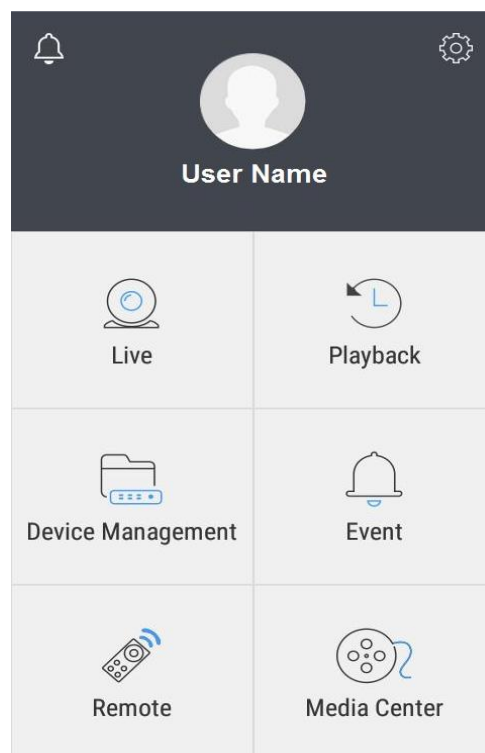 User Name
Live
Playback
Device Management
Event
Remote
Media Center